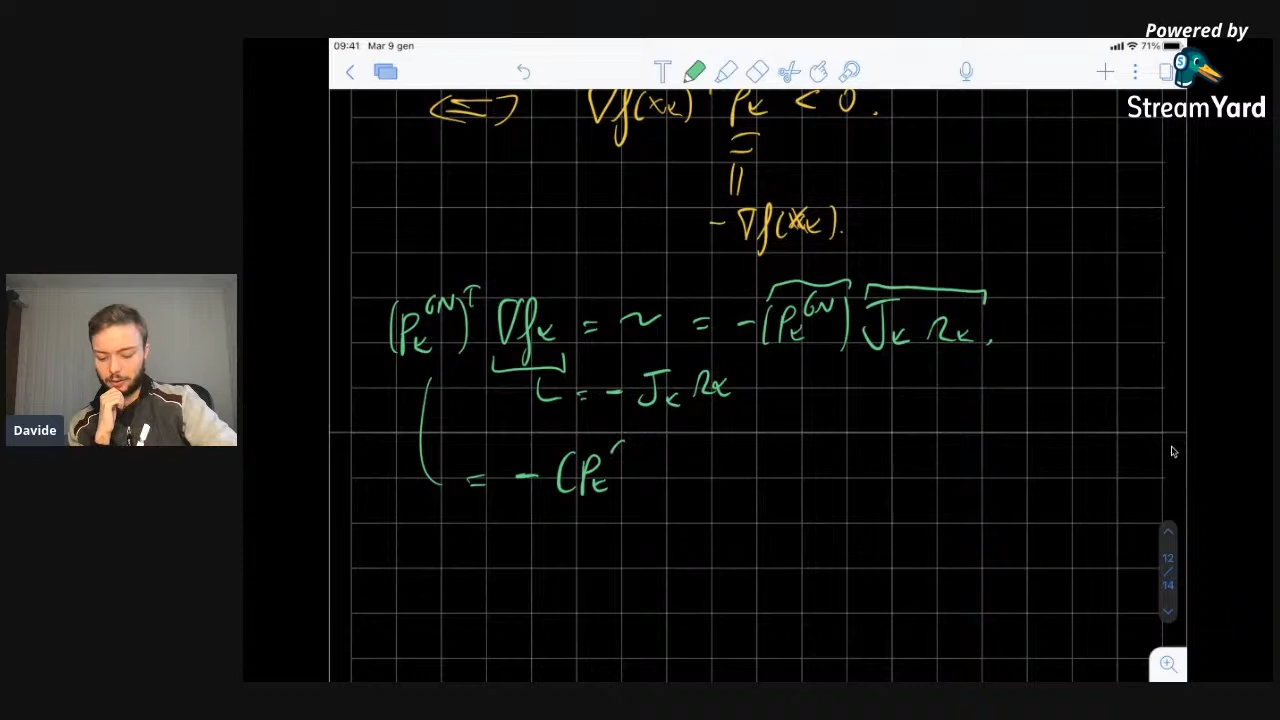 Powered by
StreamYard
09:41 Mar 9 gen
71%
⟺ ∇f(xₖ)ᵀ pₖ < 0.
=
||
- ∇f(xₖ).
(Pₖᴳᴺ)ᵀ ∇fₖ = ~ = -(Pₖᴳᴺ) Jₖ rₖ.
= - Jₖ rₖ
= - (Pₖ
Davide
12
/
14